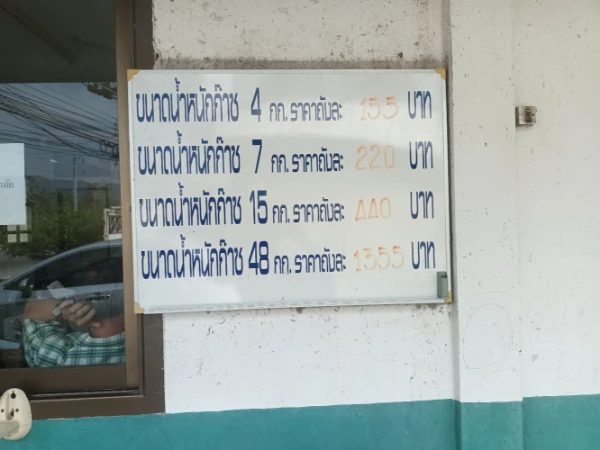 ขนาดน้ำหนักก๊าซ 4 กก. ราคาถังละ 155 บาท
ขนาดน้ำหนักก๊าซ 7 กก. ราคาถังละ 220 บาท
ขนาดน้ำหนักก๊าซ 15 กก. ราคาถังละ 440 บาท
ขนาดน้ำหนักก๊าซ 48 กก. ราคาถังละ 1355 บาท